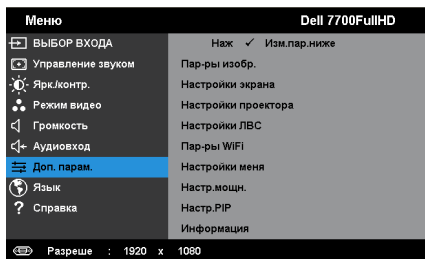 Меню Dell 7700FullHD
ВЫБОР ВХОДА
Управление звуком
Ярк./контр.
Режим видео
Громкость
Аудиовход
Доп. парам.
Язык
? Справка
Наж ✓ Изм.пар.ниже
Пар-ры изобр.
Настройки экрана
Настройки проектора
Настройки ЛВС
Пар-ры WiFi
Настройки меня
Настр.мощн.
Настр.PIP
Информация
Разреше : 1920 x 1080